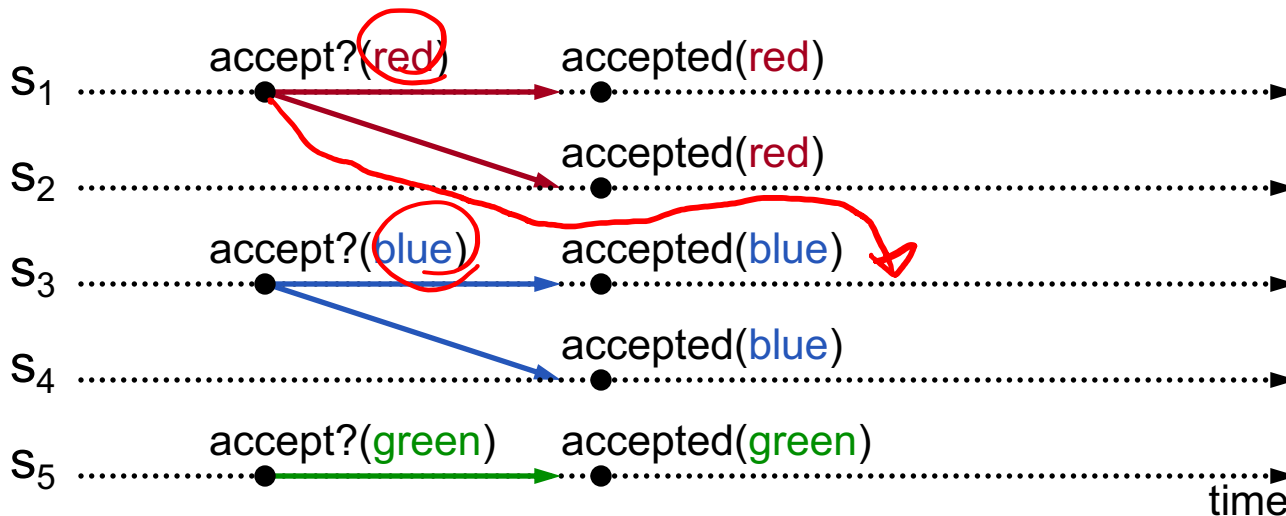 accept?(red) accepted(red)
S1
accepted(red)
S2
accept?(blue) accepted(blue)
S3
accepted(blue)
S4
accept?(green) accepted(green)
S5
time